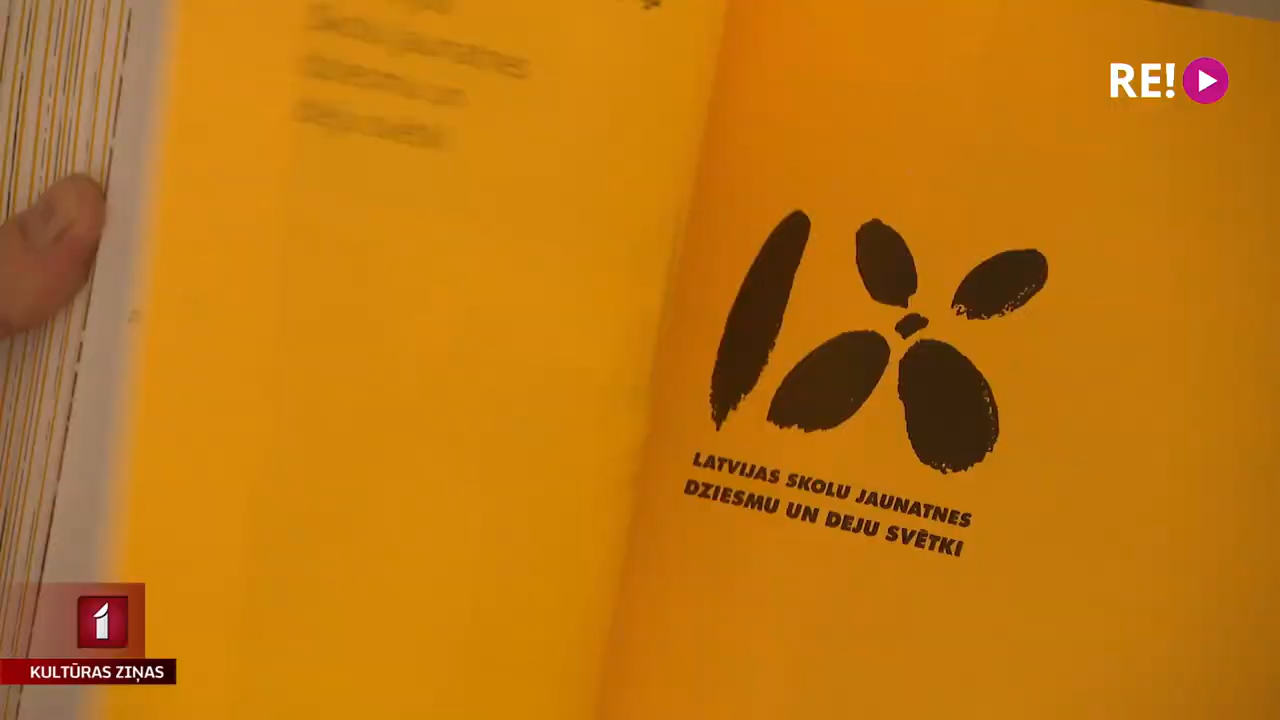 RE!
LATVIJAS SKOLU JAUNATNES
DZIESMU UN DEJU SVĒTKI
1
KULTŪRAS ZIŅAS